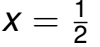 x = 1/2